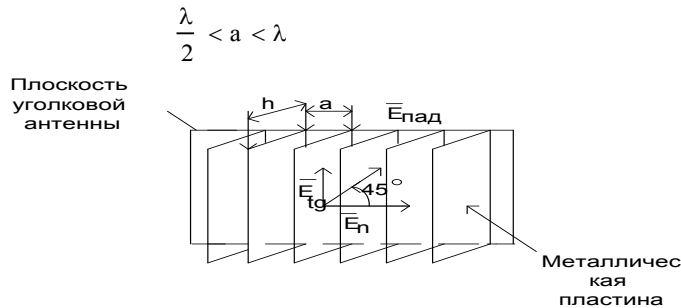 λ/2 < a < λ
Плоскость
уголковой
антенны
h
a
E̅пад
E̅tg
45°
E̅n
Металличес
кая
пластина